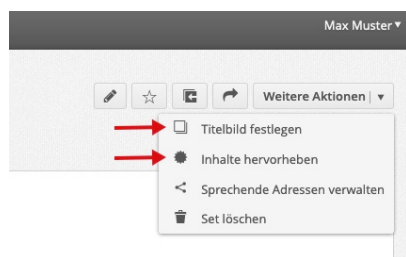 Max Muster
Weitere Aktionen
Titelbild festlegen
Inhalte hervorheben
Sprechende Adressen verwalten
Set löschen